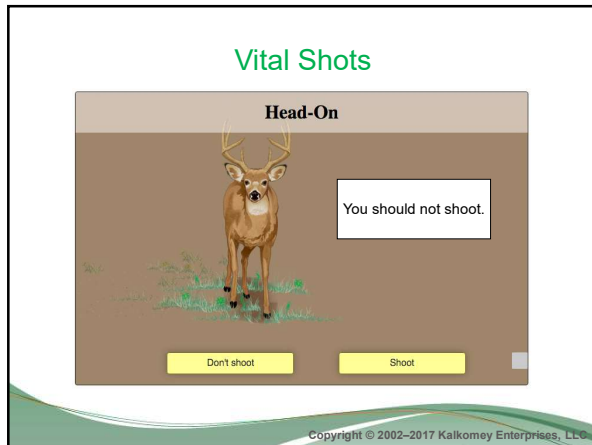 Vital Shots
Head-On
You should not shoot.
Don't shoot
Shoot
Copyright © 2002–2017 Kalkomey Enterprises, LLC